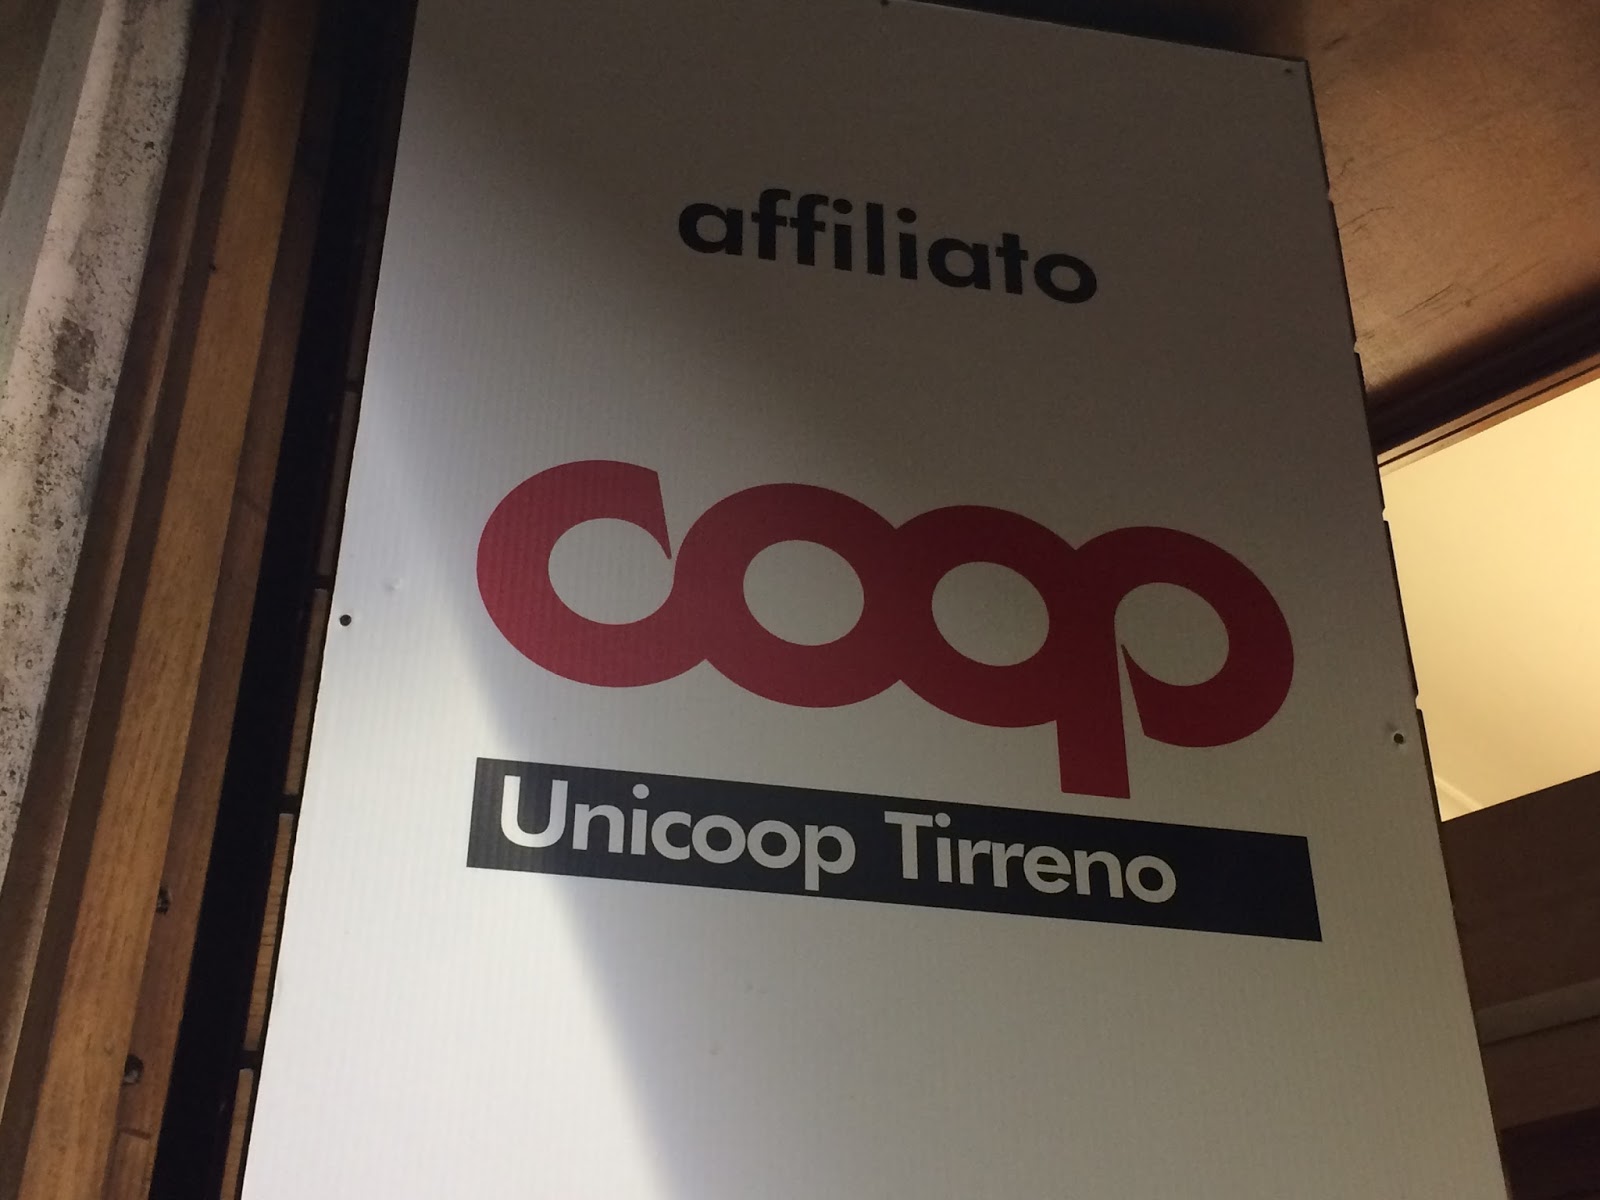 affiliato
coop
Unicoop Tirreno